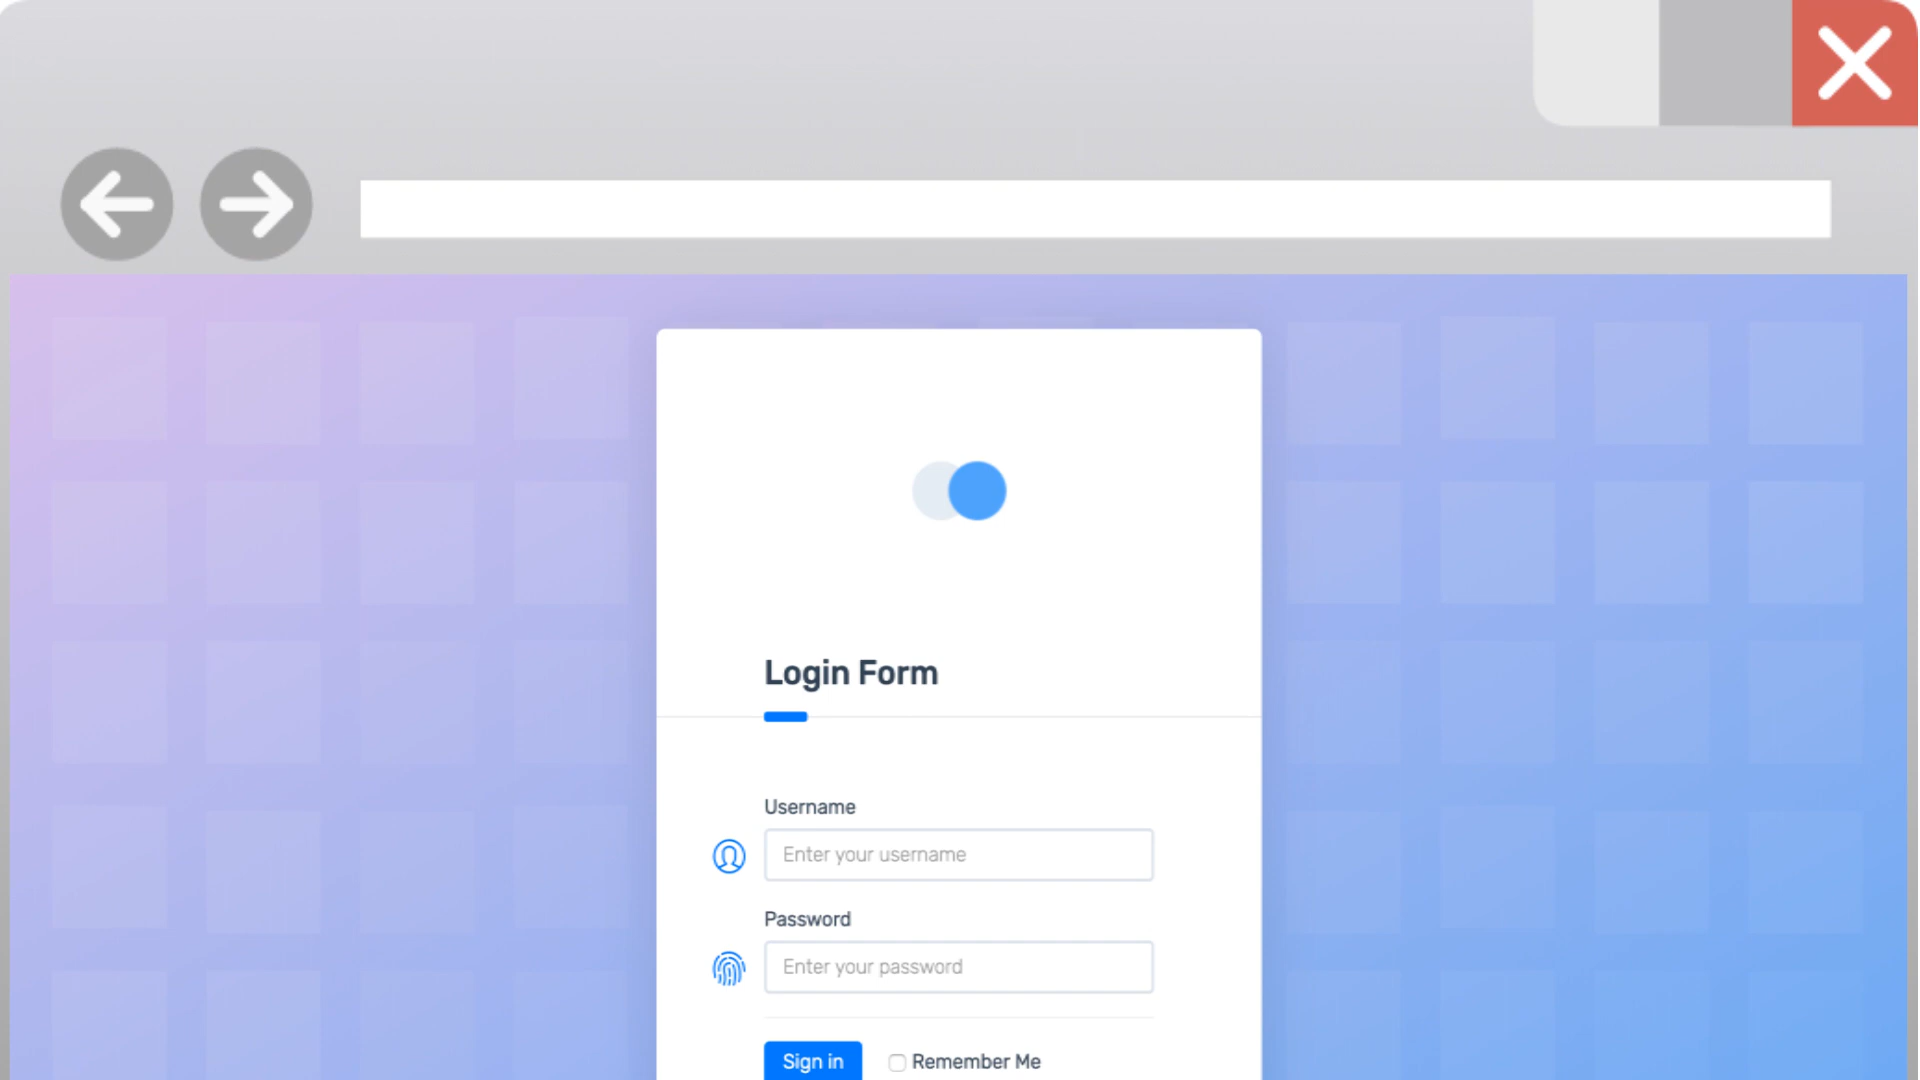 Login Form
Username
Enter your username
Password
Enter your password
Sign in Remember Me